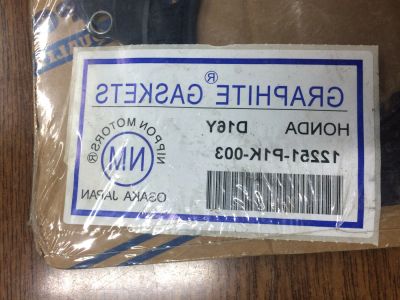 GRAPHITE® GASKETS
HONDA D16Y
12251-P1K-003
NIPPON MOTORS®
NM
OSAKA JAPAN